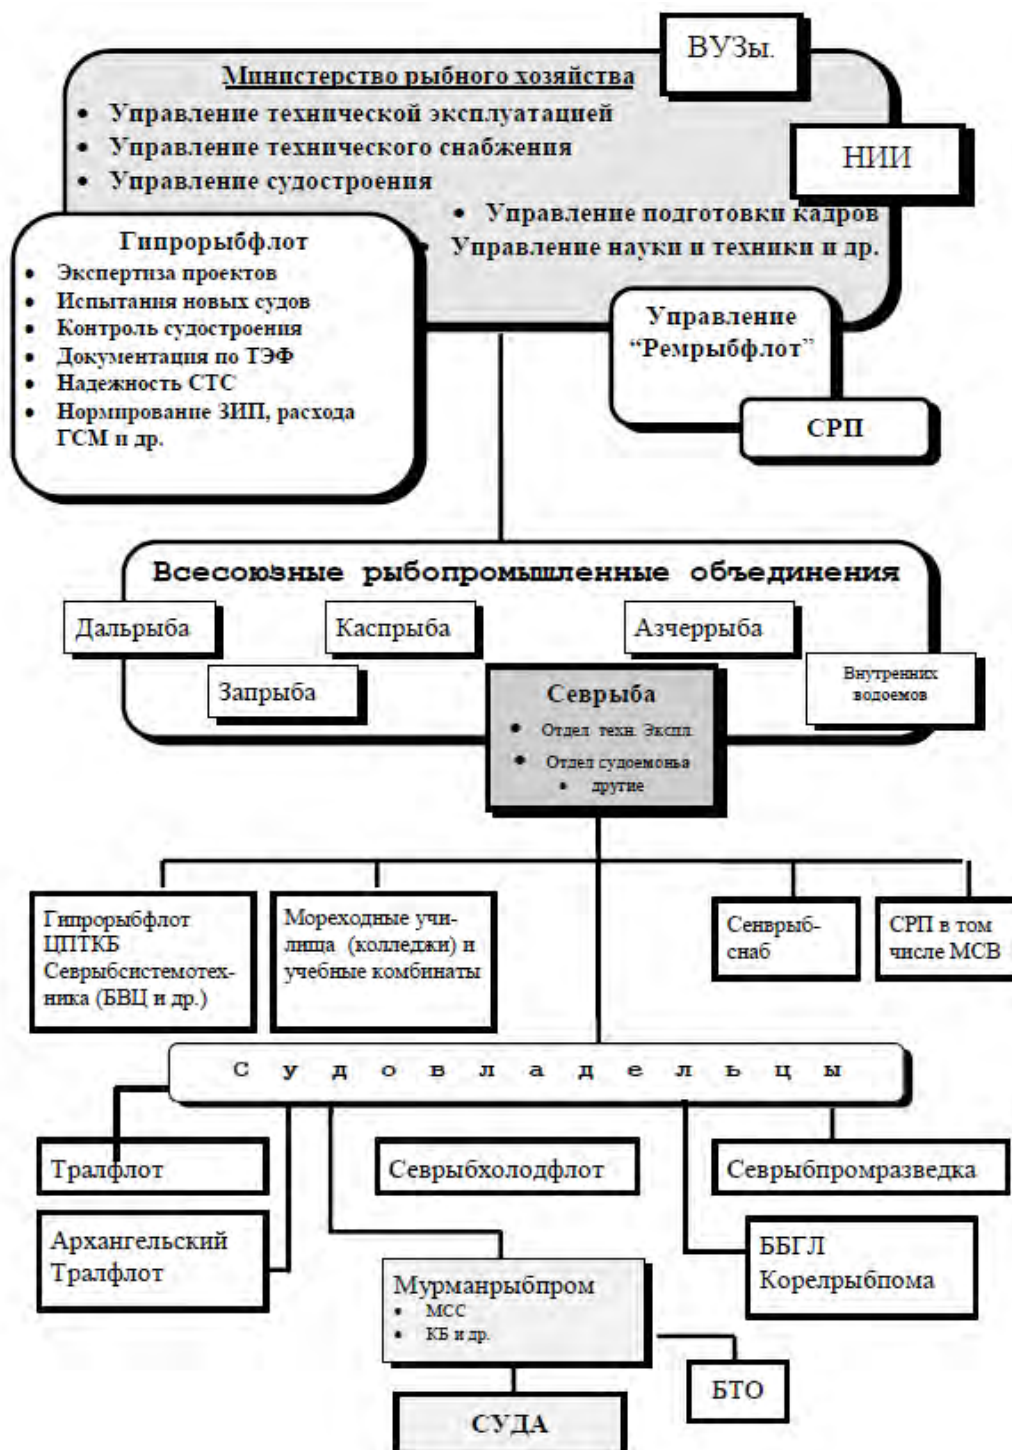 ВУЗы.
Министерство рыбного хозяйства
• Управление технической эксплуатацией
• Управление технического снабжения
• Управление судостроения
НИИ
• Управление подготовки кадров
• Управление науки и техники и др.
Гипрорыбфлот
• Экспертиза проектов
• Испытания новых судов
• Контроль судостроения
• Документация по ТЭФ
• Надежность СТС
• Нормирование ЗИП, расхода
ГСМ и др.
Управление
“Ремрыбфлот”
СРП
Всесоюзные рыбопромышленные объединения
Дальрыба
Каспрыба
Азчеррыба
Запрыба
Внутренних
водоемов
Севрыба
• Отдел техн. Экспл.
• Отдел судоемоньа
• другие
Гипрорыбфлот
ЦПТКБ
Севрыбсистемотех-
ника (БВЦ и др.)
Мореходные учи-
лища (колледжи) и
учебные комбинаты
Сенврыб-
снаб
СРП в том
числе МСВ
Судовладельцы
Тралфлот
Севрыбхолодфлот
Севрыбпромразведка
Архангельский
Тралфлот
ББГЛ
Корелрыбпома
Мурманрыбпром
• МСС
• КБ и др.
БТО
СУДА